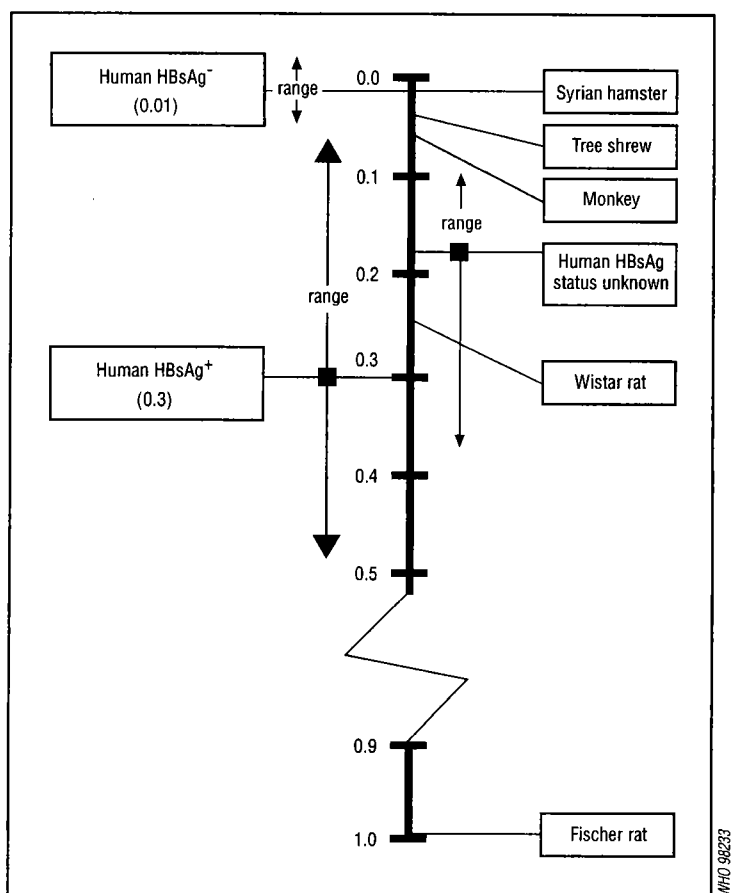 Human HBsAg⁻
(0.01)
range
0.0
Syrian hamster
Tree shrew
0.1
Monkey
range
Human HBsAg
status unknown
0.2
range
Human HBsAg⁺
(0.3)
0.3
Wistar rat
0.4
0.5
0.9
1.0
Fischer rat
WHO 98233